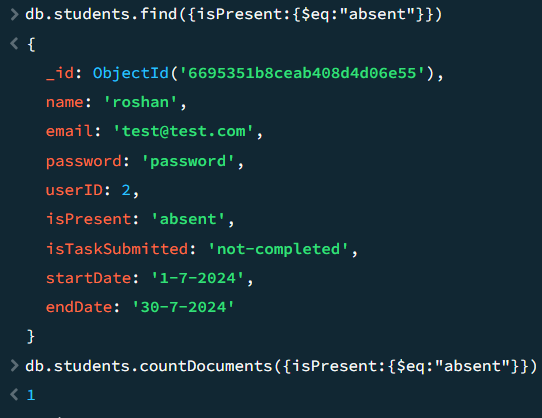 > db.students.find({isPresent:{$eq:"absent"}})
< {
_id: ObjectId('6695351b8ceab408d4d06e55'),
name: 'roshan',
email: 'test@test.com',
password: 'password',
userID: 2,
isPresent: 'absent',
isTaskSubmitted: 'not-completed',
startDate: '1-7-2024',
endDate: '30-7-2024'
}
> db.students.countDocuments({isPresent:{$eq:"absent"}})
< 1